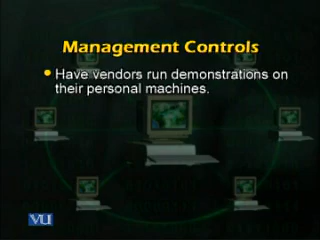 Management Controls
Have vendors run demonstrations on
their personal machines.
VU